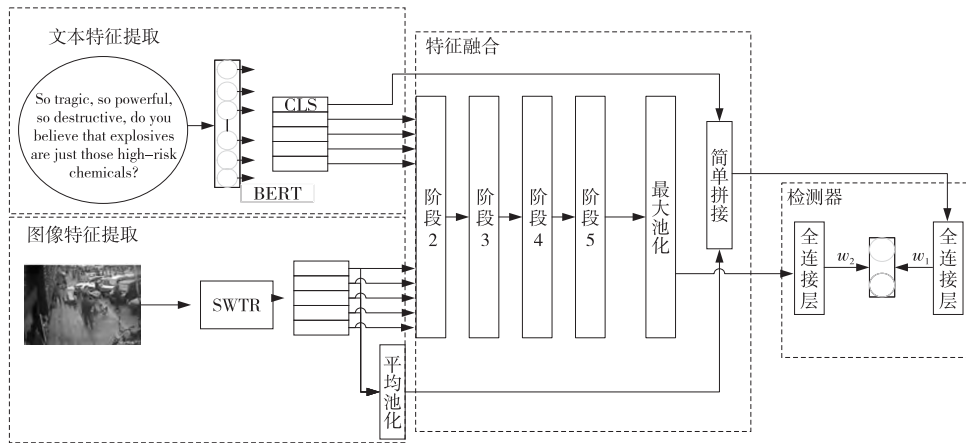 文本特征提取
So tragic, so powerful,
so destructive, do you
believe that explosives
are just those high-risk
chemicals?
CLS
BERT
图像特征提取
SWTR
平均池化
特征融合
阶段2
阶段3
阶段4
阶段5
最大池化
简单拼接
检测器
全连接层
w2
w1
全连接层